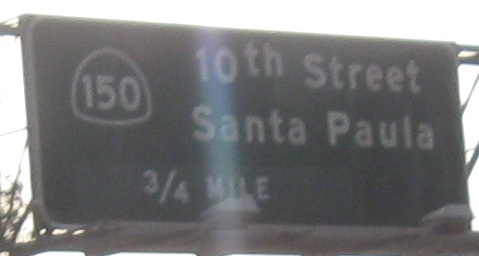 150 10th Street
Santa Paula
3/4 MILE